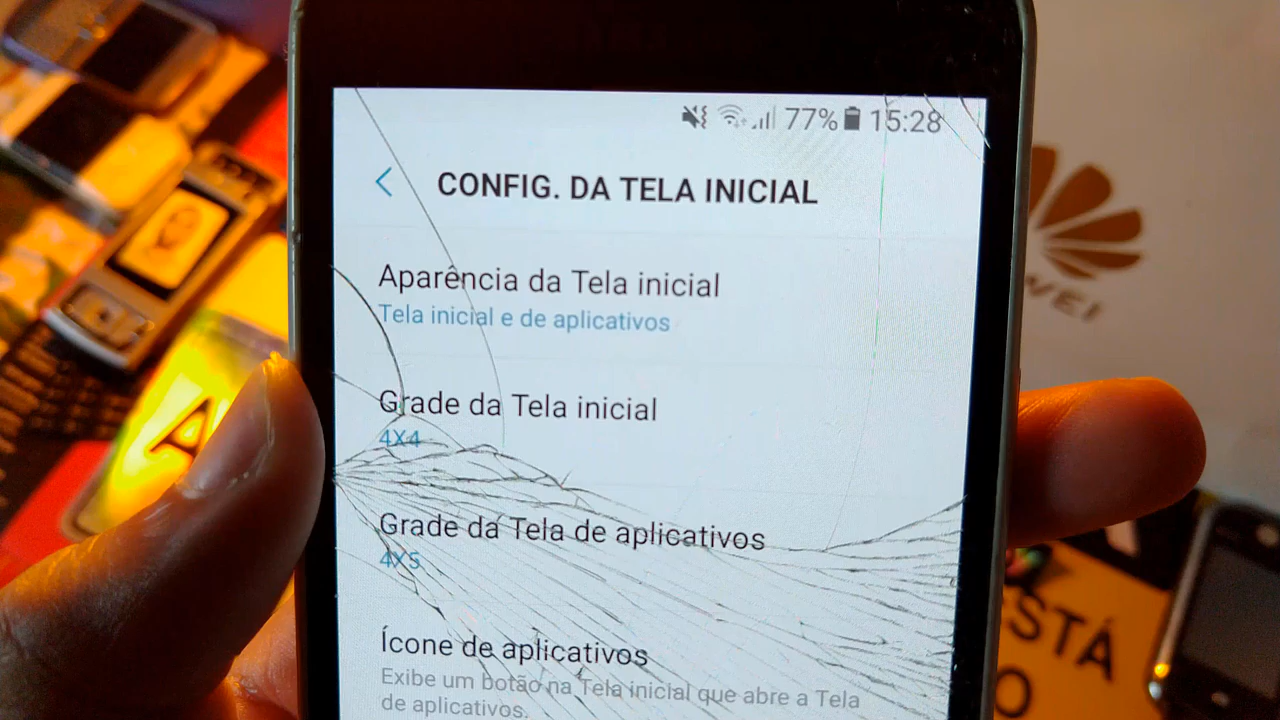 77% 15:28
CONFIG. DA TELA INICIAL
Aparência da Tela inicial
Tela inicial e de aplicativos
Grade da Tela inicial
4X4
Grade da Tela de aplicativos
4X5
Ícone de aplicativos
Exibe um botão na Tela inicial que abre a Tela
de aplicativos.
A
WEI
ESTÁ
O